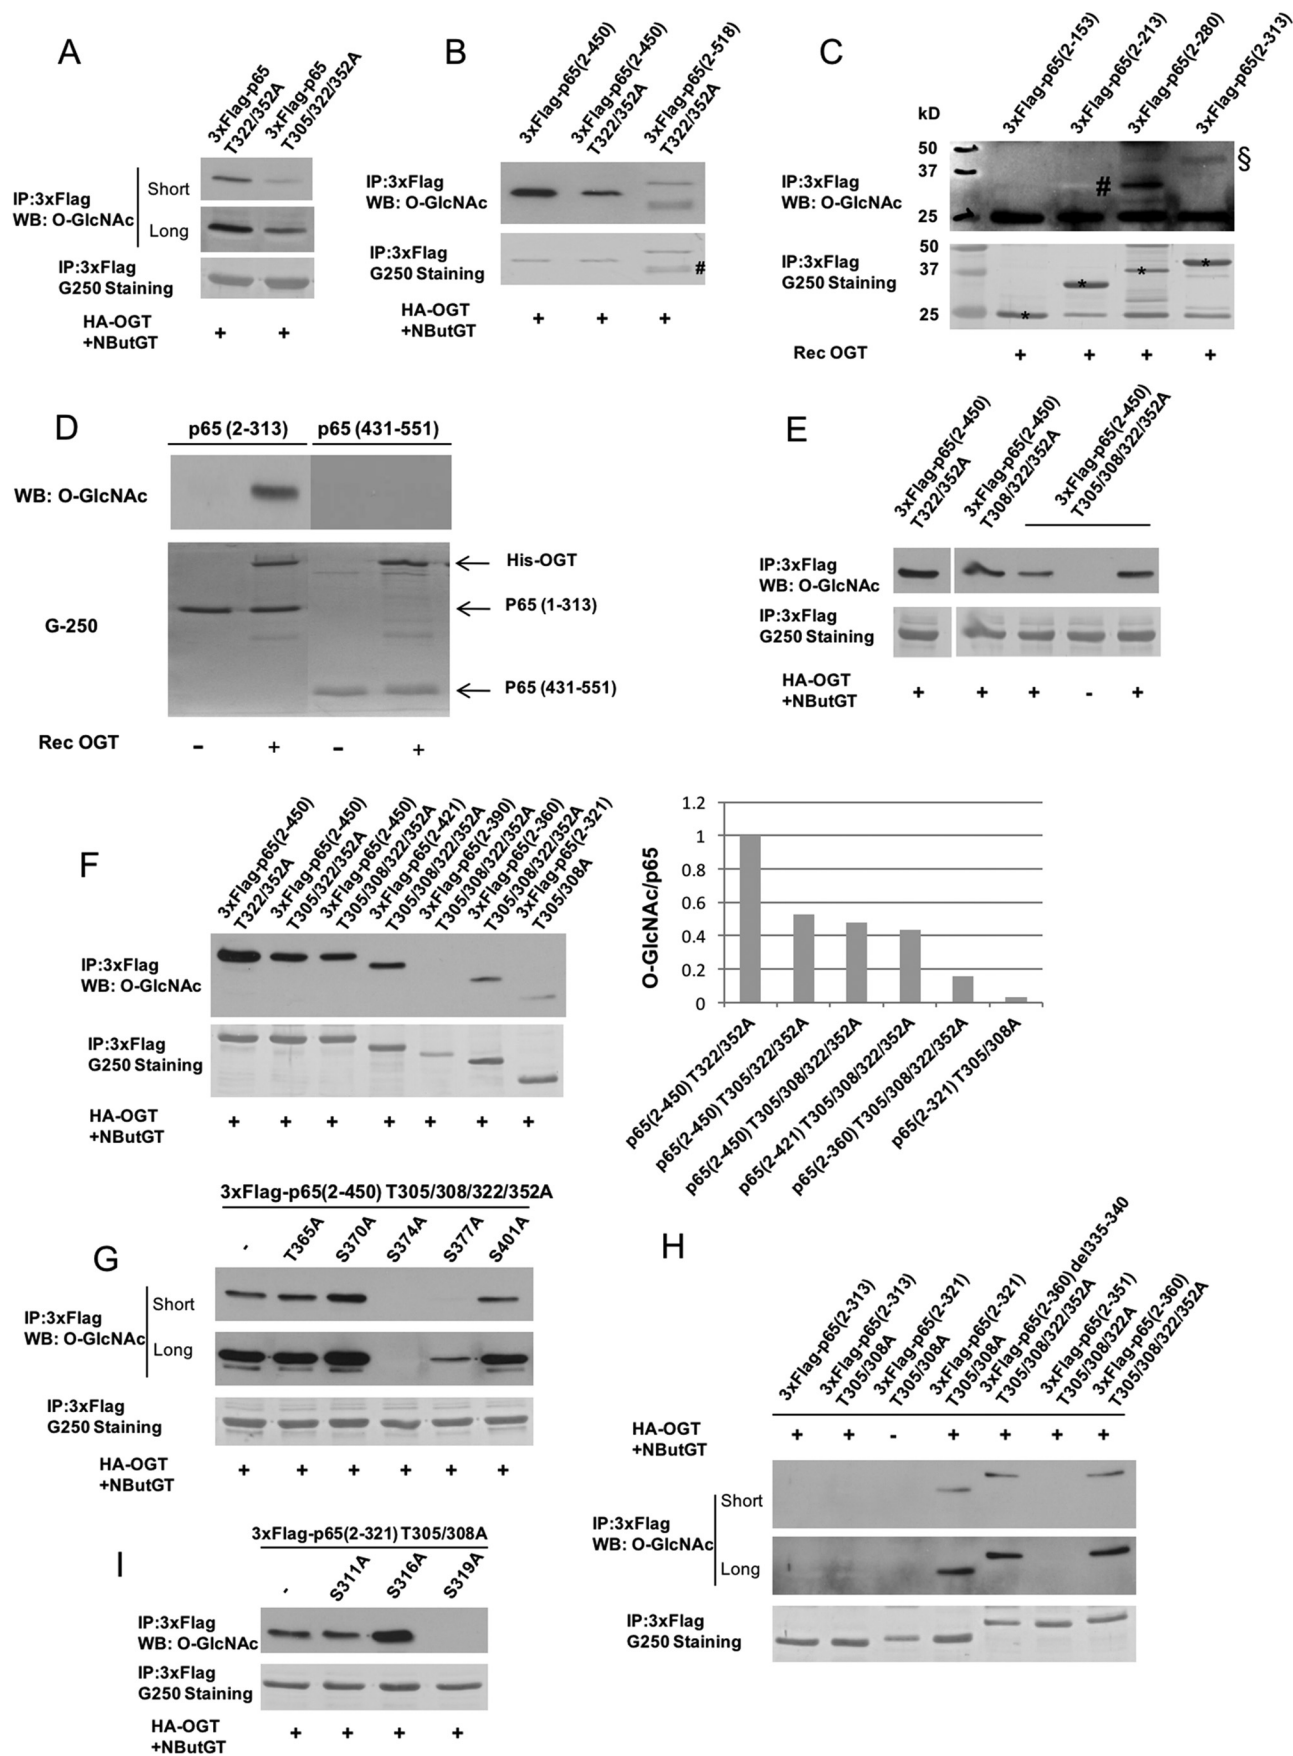 A
3xFlag-p65
T322/352A
3xFlag-p65
T305/322/352A
IP:3xFlag
WB: O-GlcNAc
Short
Long
IP:3xFlag
G250 Staining
HA-OGT
+NButGT
+ +
B
3xFlag-p65(2-450)
3xFlag-p65(2-450)
T322/352A
3xFlag-p65(2-518)
T322/352A
IP:3xFlag
WB: O-GlcNAc
IP:3xFlag
G250 Staining
#
HA-OGT
+NButGT
+ + +
C
3xFlag-p65(2-153)
3xFlag-p65(2-213)
3xFlag-p65(2-280)
3xFlag-p65(2-313)
kD
50
37
25
IP:3xFlag
WB: O-GlcNAc
#
§
50
37
25
IP:3xFlag
G250 Staining
* * * *
Rec OGT
+ + + +
D
p65 (2-313) p65 (431-551)
WB: O-GlcNAc
G-250
His-OGT
P65 (1-313)
P65 (431-551)
Rec OGT
- + - +
E
3xFlag-p65(2-450)
T322/352A
3xFlag-p65(2-450)
T308/322/352A
3xFlag-p65(2-450)
T305/308/322/352A
IP:3xFlag
WB: O-GlcNAc
IP:3xFlag
G250 Staining
HA-OGT
+NButGT
+ + + - +
F
3xFlag-p65(2-450)
T322/352A
3xFlag-p65(2-450)
T305/322/352A
3xFlag-p65(2-450)
T305/308/322/352A
3xFlag-p65(2-421)
T305/308/322/352A
3xFlag-p65(2-390)
T305/308/322/352A
3xFlag-p65(2-360)
T305/308/322/352A
3xFlag-p65(2-321)
T305/308A
IP:3xFlag
WB: O-GlcNAc
IP:3xFlag
G250 Staining
HA-OGT
+NButGT
+ + + + + + +
O-GlcNAc/p65
1.2
1
0.8
0.6
0.4
0.2
0
p65(2-450) T322/352A
p65(2-450) T305/322/352A
p65(2-450) T305/308/322/352A
p65(2-421) T305/308/322/352A
p65(2-360) T305/308/322/352A
p65(2-321) T305/308A
G
3xFlag-p65(2-450) T305/308/322/352A
- T365A S370A S374A S377A S401A
IP:3xFlag
WB: O-GlcNAc
Short
Long
IP:3xFlag
G250 Staining
HA-OGT
+NButGT
+ + + + + +
H
3xFlag-p65(2-313)
3xFlag-p65(2-313)
T305/308A
3xFlag-p65(2-321)
T305/308A
3xFlag-p65(2-321)
T305/308A
3xFlag-p65(2-360) del335-340
T305/308/322/352A
3xFlag-p65(2-351)
T305/308/322A
3xFlag-p65(2-360)
T305/308/322/352A
HA-OGT
+NButGT
+ + - + + + +
Short
IP:3xFlag
WB: O-GlcNAc
Long
IP:3xFlag
G250 Staining
I
3xFlag-p65(2-321) T305/308A
- S311A S316A S319A
IP:3xFlag
WB: O-GlcNAc
IP:3xFlag
G250 Staining
HA-OGT
+NButGT
+ + + +